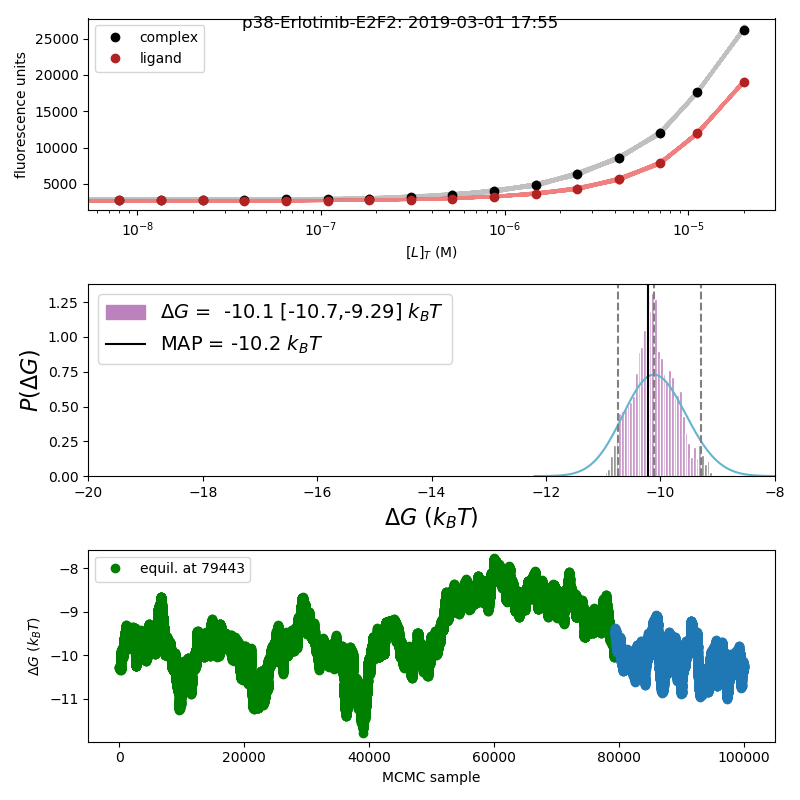 p38-Erlotinib-E2F2: 2019-03-01 17:55
complex
ligand
fluorescence units
25000
20000
15000
10000
5000
10⁻⁸ 10⁻⁷ 10⁻⁶ 10⁻⁵
[L]_T (M)
ΔG = -10.1 [-10.7,-9.29] k_BT
MAP = -10.2 k_BT
P(ΔG)
1.25
1.00
0.75
0.50
0.25
0.00
−20 −18 −16 −14 −12 −10 −8
ΔG (k_BT)
equil. at 79443
ΔG (k_BT)
−8
−9
−10
−11
0 20000 40000 60000 80000 100000
MCMC sample